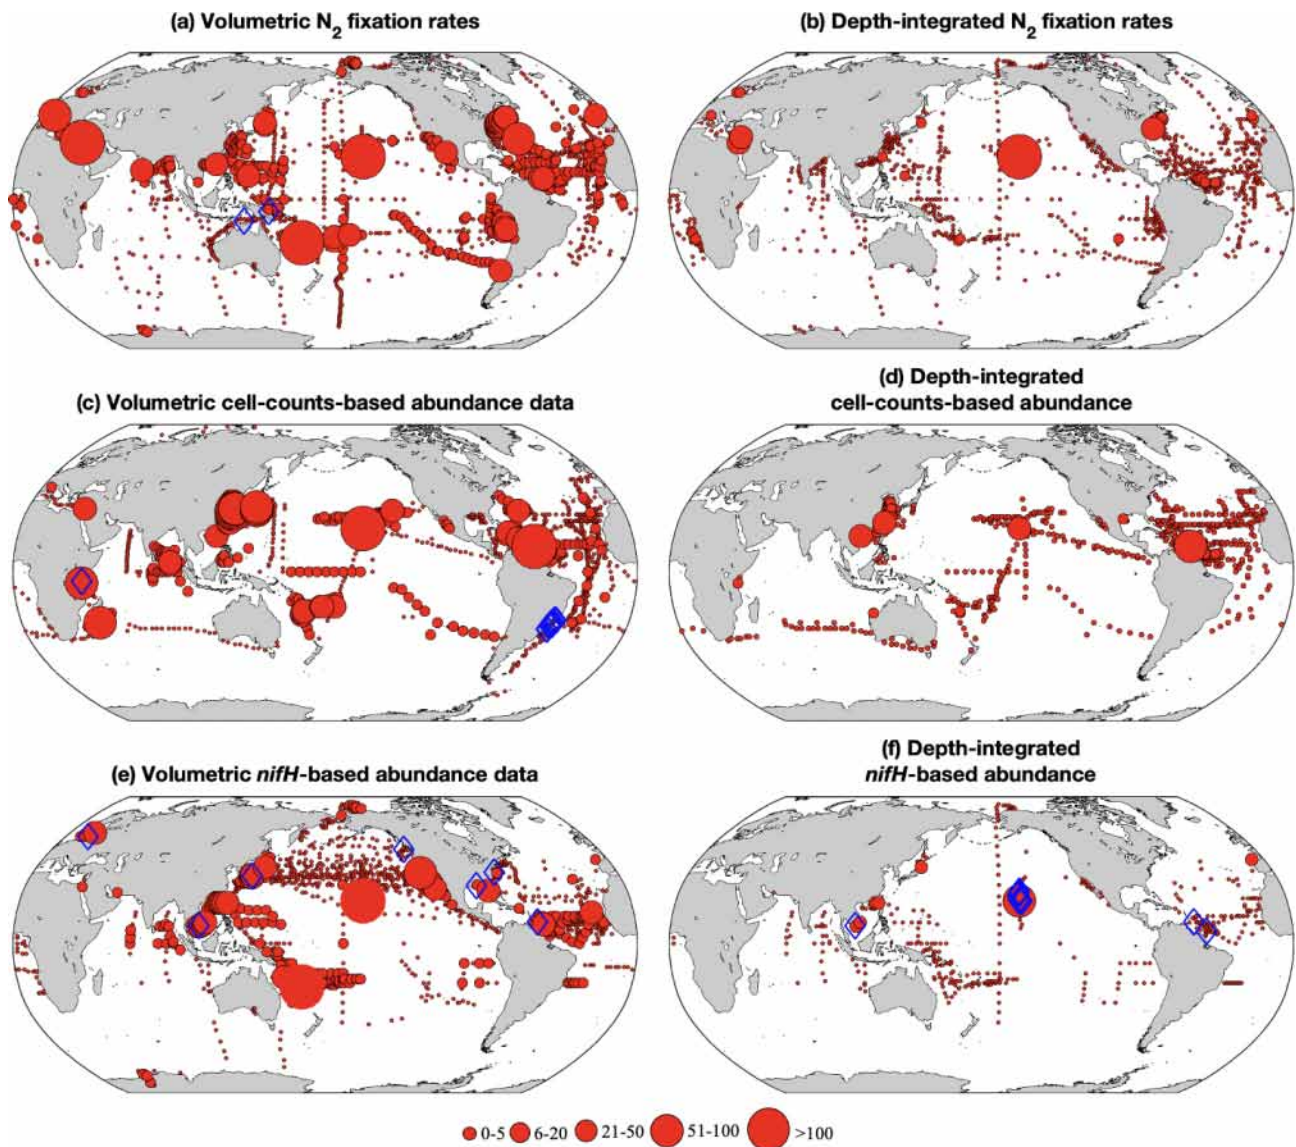 (a) Volumetric N₂ fixation rates
(b) Depth-integrated N₂ fixation rates
(c) Volumetric cell-counts-based abundance data
(d) Depth-integrated
cell-counts-based abundance
(e) Volumetric nifH-based abundance data
(f) Depth-integrated
nifH-based abundance
0-5 6-20 21-50 51-100 >100